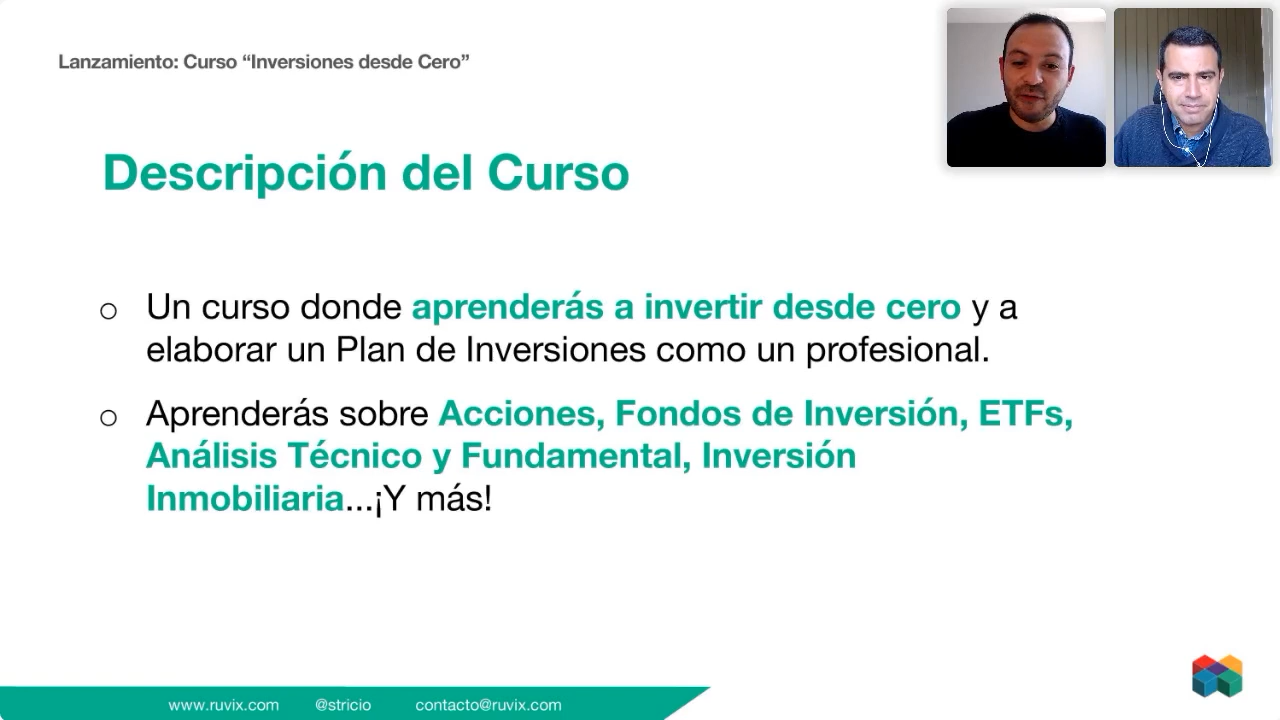 Lanzamiento: Curso “Inversiones desde Cero”
Descripción del Curso
o Un curso donde aprenderás a invertir desde cero y a
elaborar un Plan de Inversiones como un profesional.
o Aprenderás sobre Acciones, Fondos de Inversión, ETFs,
Análisis Técnico y Fundamental, Inversión
Inmobiliaria...¡Y más!
www.ruvix.com @stricio contacto@ruvix.com